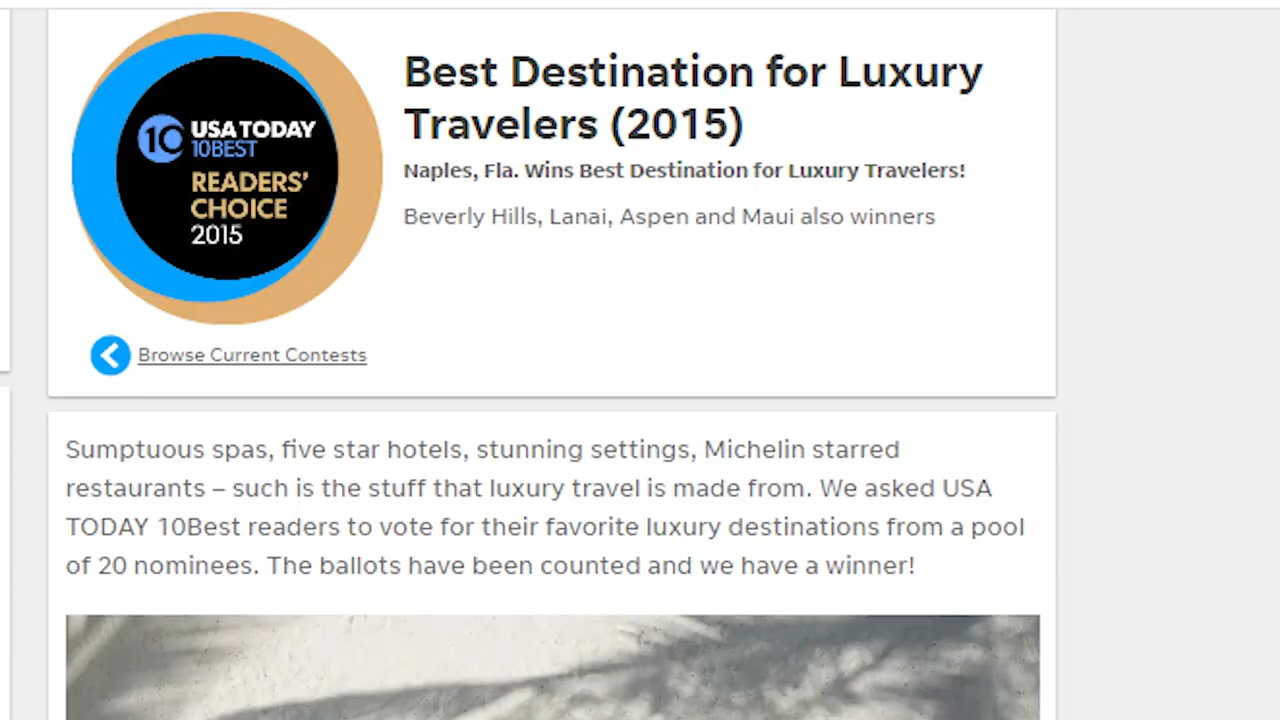 10 USA TODAY
10BEST
READERS'
CHOICE
2015
Best Destination for Luxury
Travelers (2015)
Naples, Fla. Wins Best Destination for Luxury Travelers!
Beverly Hills, Lanai, Aspen and Maui also winners
Browse Current Contests
Sumptuous spas, five star hotels, stunning settings, Michelin starred
restaurants – such is the stuff that luxury travel is made from. We asked USA
TODAY 10Best readers to vote for their favorite luxury destinations from a pool
of 20 nominees. The ballots have been counted and we have a winner!